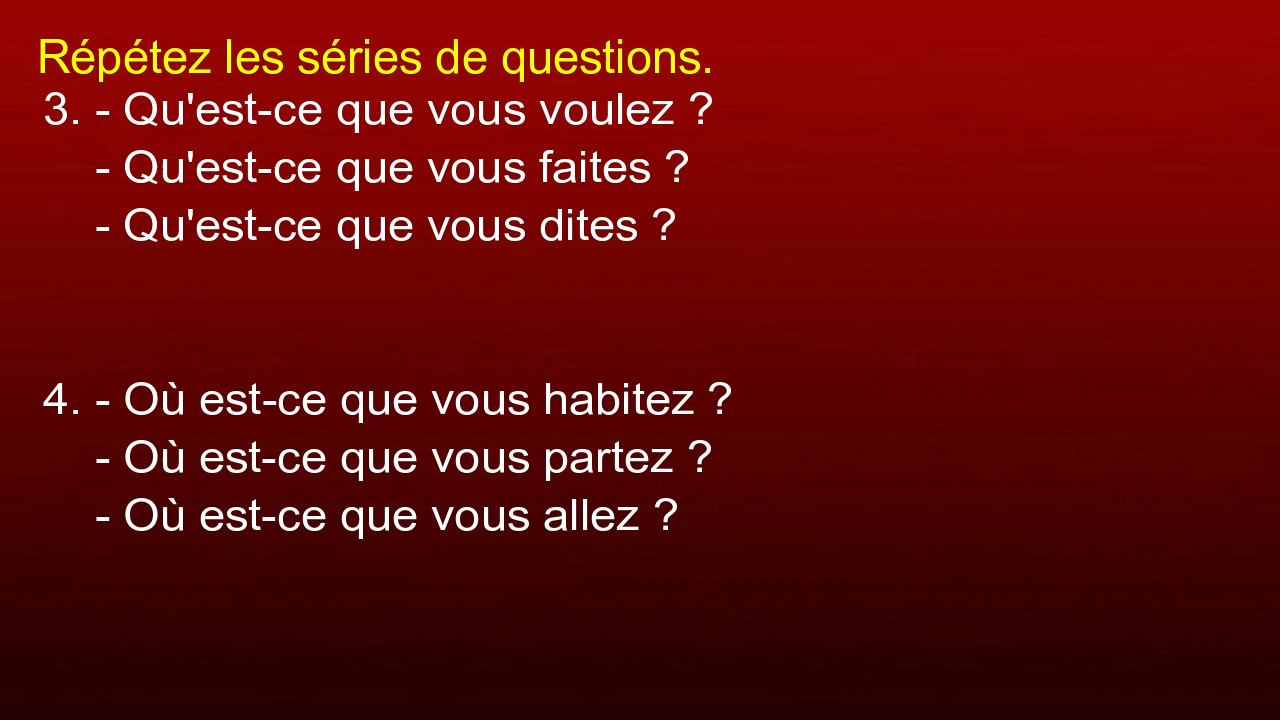 Répétez les séries de questions.
3. - Qu'est-ce que vous voulez ?
- Qu'est-ce que vous faites ?
- Qu'est-ce que vous dites ?
4. - Où est-ce que vous habitez ?
- Où est-ce que vous partez ?
- Où est-ce que vous allez ?